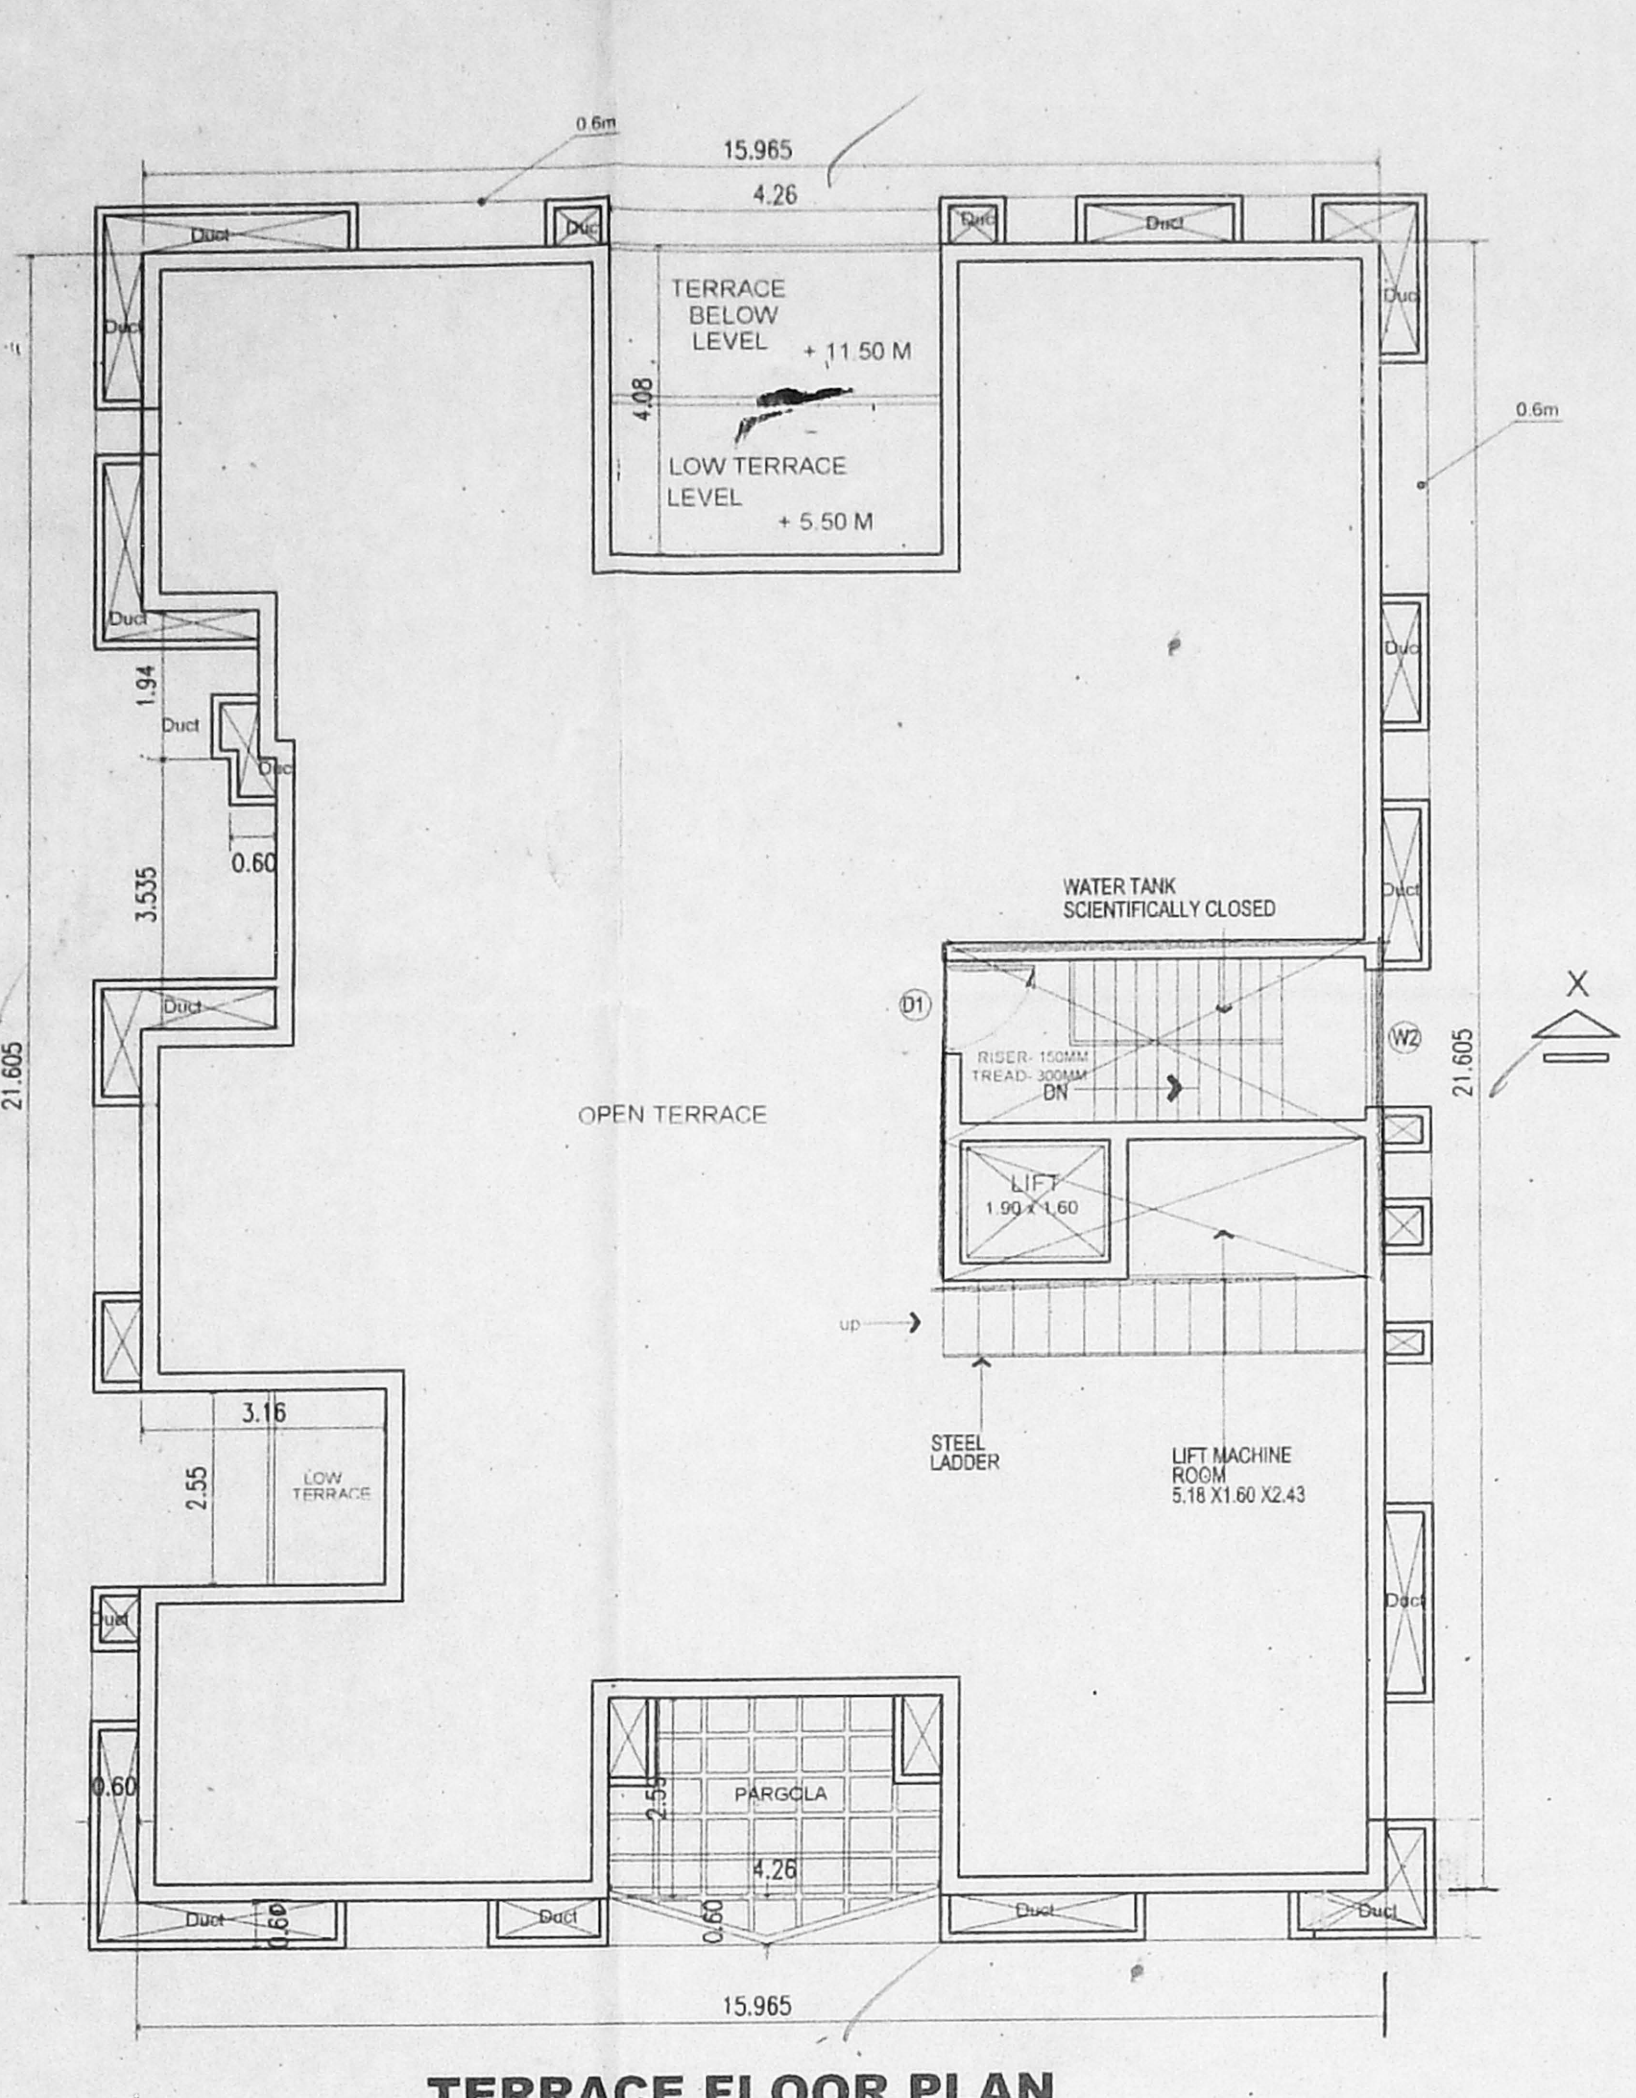 0.6m
15.965
4.26
Duct
Duc
Duc
Duct
TERRACE
BELOW
LEVEL
+ 11.50 M
Duct
Duc
4.08
0.6m
LOW TERRACE
LEVEL
+ 5.50 M
Duct
Duc
1.94
Duct
Duc
0.60
3.535
WATER TANK
SCIENTIFICALLY CLOSED
Duct
Duct
D1
X
W2
21.605
21.605
RISER- 150MM
TREAD- 300MM
DN
OPEN TERRACE
LIFT
1.90 x 1.60
up
3.16
STEEL
LADDER
LIFT MACHINE
ROOM
5.18 X1.60 X2.43
2.55
LOW
TERRACE
Duct
Duct
0.60
2.55
PARGOLA
4.26
Duct
0.60
Duct
0.60
Duct
Duct
15.965
TERRACE FLOOR PLAN